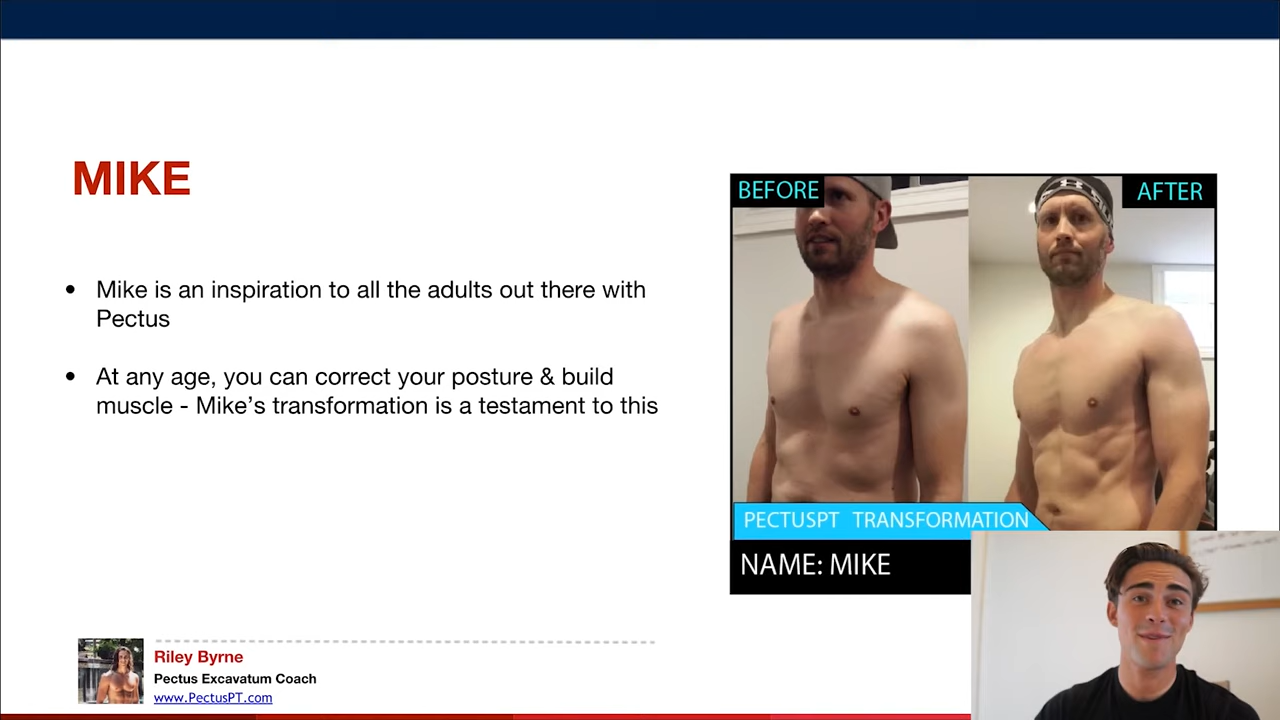 MIKE
Mike is an inspiration to all the adults out there with
Pectus
At any age, you can correct your posture & build
muscle - Mike's transformation is a testament to this
BEFORE
AFTER
PECTUSPT TRANSFORMATION
NAME: MIKE
Riley Byrne
Pectus Excavatum Coach
www.PectusPT.com